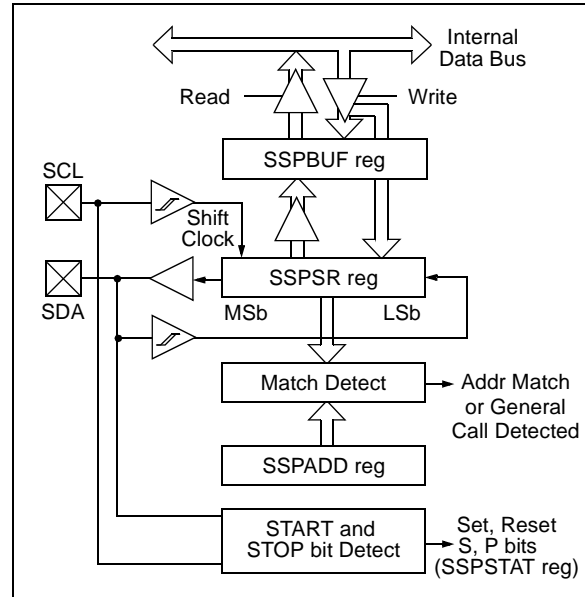 Internal
Data Bus
Read
Write
SSPBUF reg
SCL
Shift
Clock
SSPSR reg
SDA
MSb
LSb
Match Detect
Addr Match
or General
Call Detected
SSPADD reg
START and
STOP bit Detect
Set, Reset
S, P bits
(SSPSTAT reg)